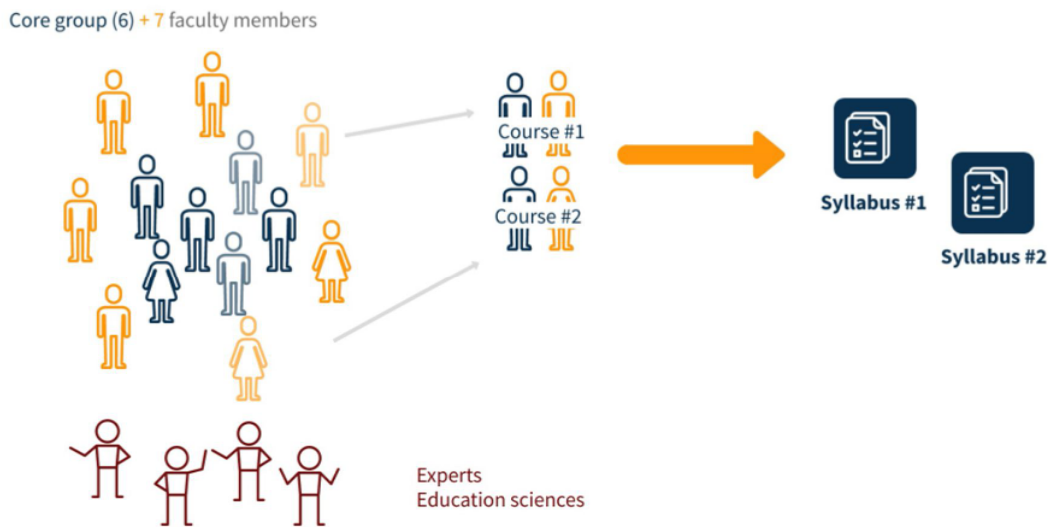 Core group (6) + 7 faculty members
Course #1
Course #2
Syllabus #1
Syllabus #2
Experts
Education sciences